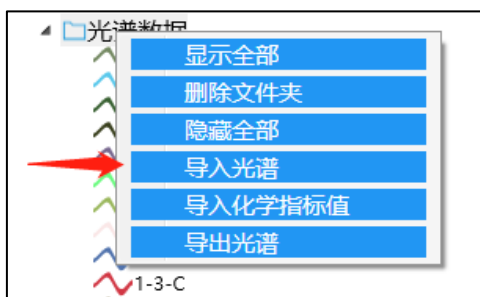 光谱数据
显示全部
删除文件夹
隐藏全部
导入光谱
导入化学指标值
导出光谱
1-3-C